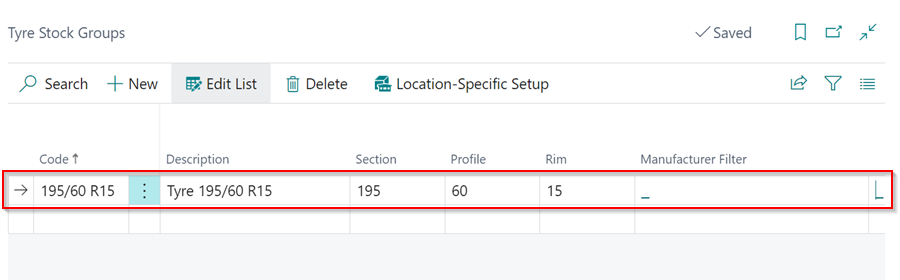 Tyre Stock Groups Saved
Search New Edit List Delete Location-Specific Setup
Code ↑ Description Section Profile Rim Manufacturer Filter
→ 195/60 R15 ⋮ Tyre 195/60 R15 195 60 15 _